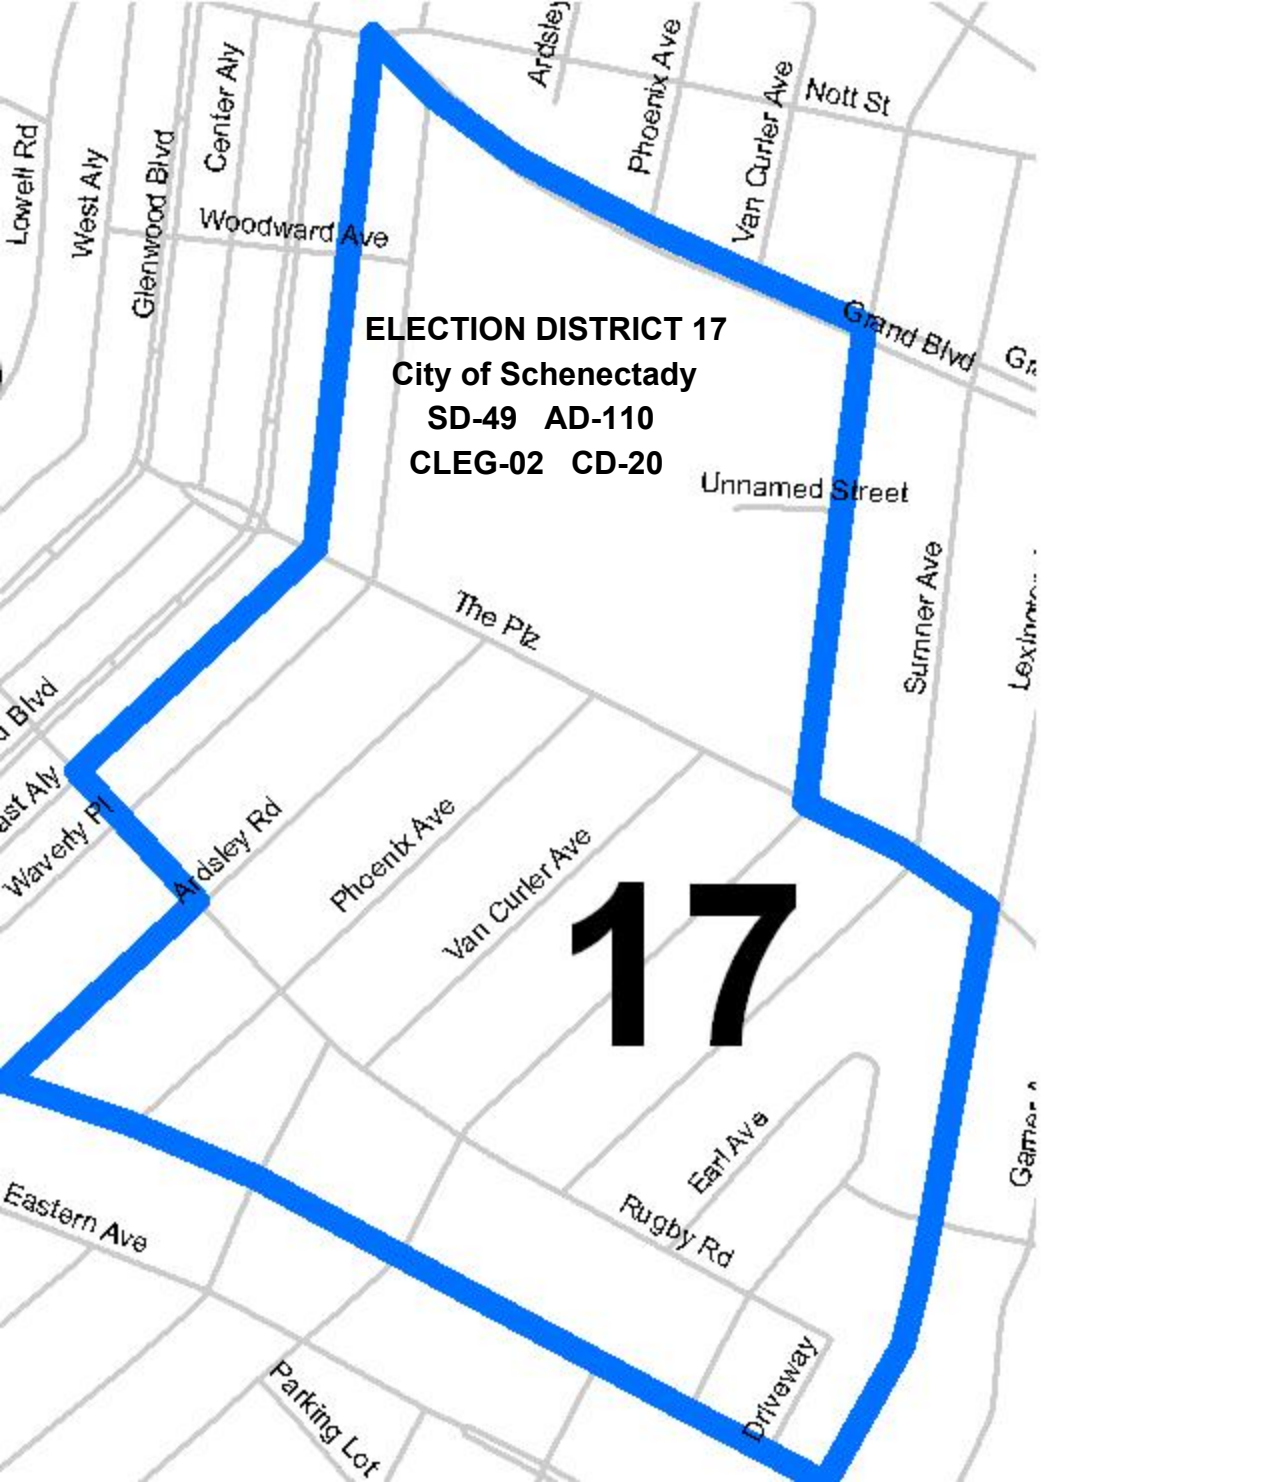 Ardsley
Phoenix Ave
Van Curler Ave
Nott St
Lowell Rd
West Aly
Glenwood Blvd
Center Aly
Woodward Ave
Grand Blvd
ELECTION DISTRICT 17
City of Schenectady
SD-49 AD-110
CLEG-02 CD-20
Unnamed Street
Sumner Ave
The Plz
Blvd
Aly
Waverly Pl
Ardsley Rd
Phoenix Ave
Van Curler Ave
17
Earl Ave
Rugby Rd
Eastern Ave
Driveway
Parking Lot